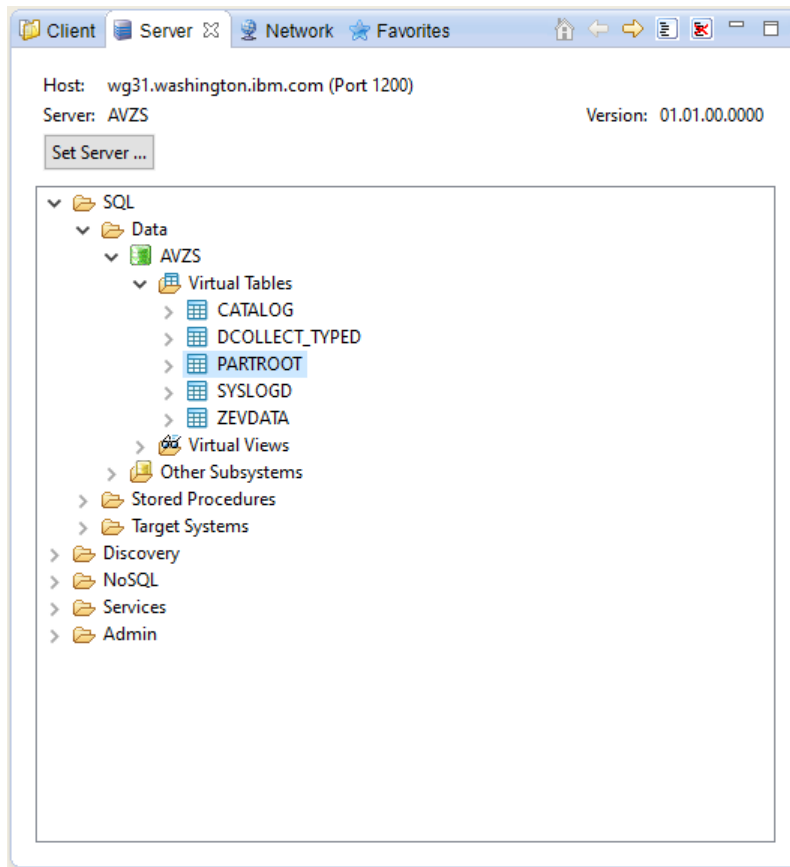 Client Server Network Favorites
Host: wg31.washington.ibm.com (Port 1200)
Server: AVZS Version: 01.01.00.0000
Set Server ...
SQL
Data
AVZS
Virtual Tables
CATALOG
DCOLLECT_TYPED
PARTROOT
SYSLOGD
ZEVDATA
Virtual Views
Other Subsystems
Stored Procedures
Target Systems
Discovery
NoSQL
Services
Admin